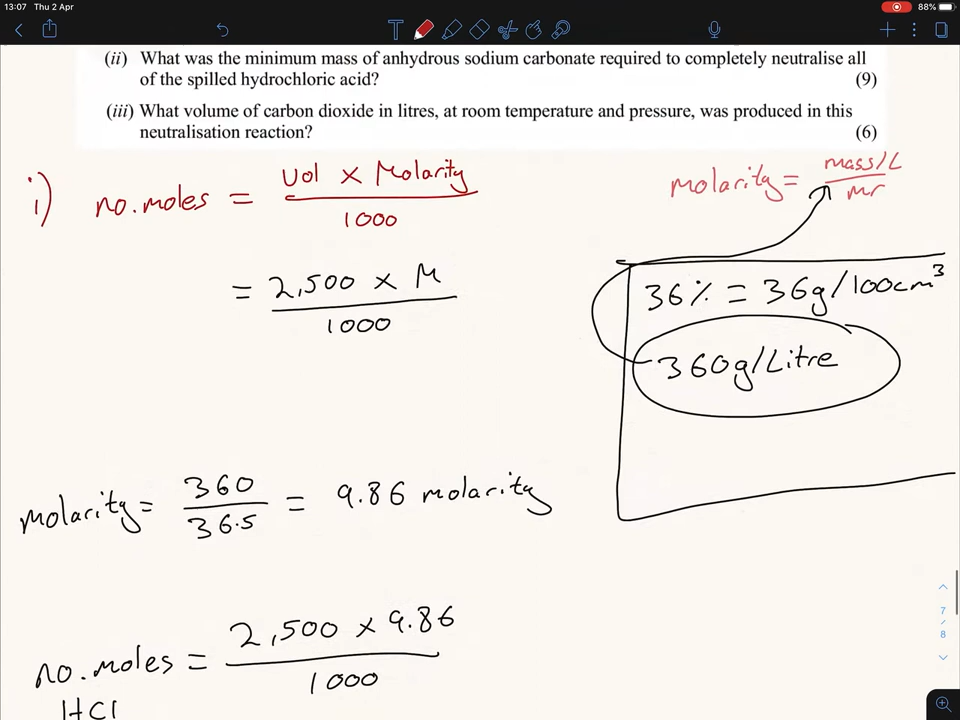 13:07 Thu 2 Apr
88%
(ii) What was the minimum mass of anhydrous sodium carbonate required to completely neutralise all
of the spilled hydrochloric acid? (9)
(iii) What volume of carbon dioxide in litres, at room temperature and pressure, was produced in this
neutralisation reaction? (6)
i) no.moles = vol x Molarity
1000
= 2,500 x M
1000
molarity = mass/L
mr
36% = 36g/100cm³
360g/Litre
molarity = 360
36.5
= 9.86 molarity
no.moles = 2,500 x 9.86
1000
HCl
7
/
8